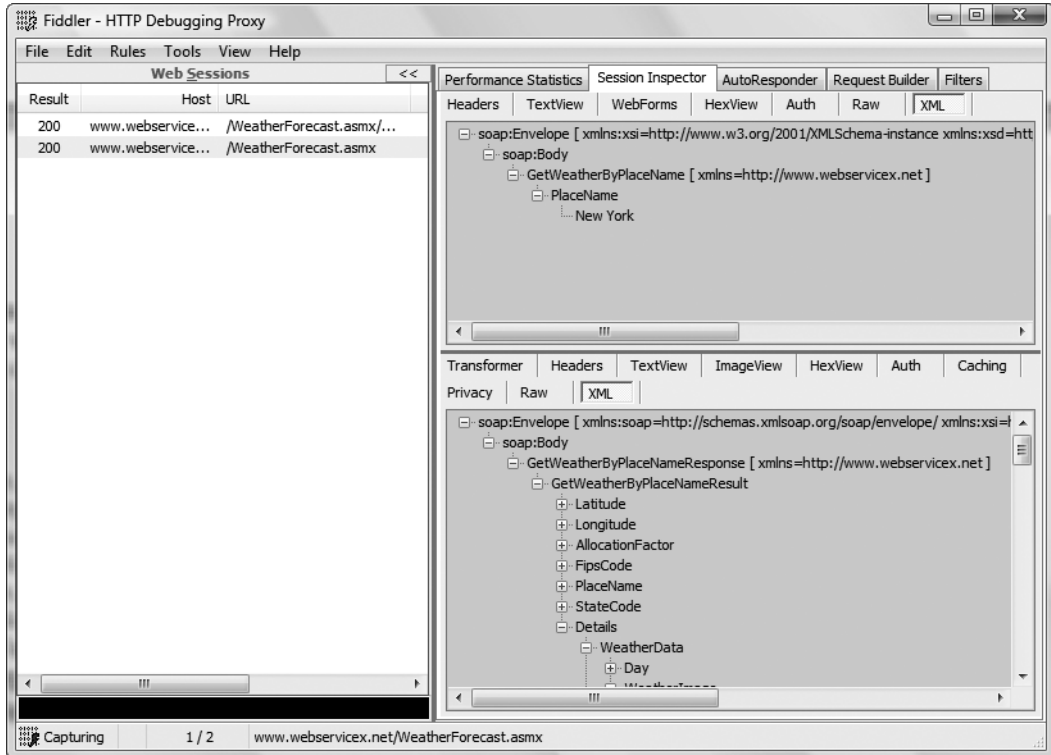 Fiddler - HTTP Debugging Proxy
File Edit Rules Tools View Help
Web Sessions <<
Result Host URL
200 www.webservice... /WeatherForecast.asmx/...
200 www.webservice... /WeatherForecast.asmx
Performance Statistics Session Inspector AutoResponder Request Builder Filters
Headers TextView WebForms HexView Auth Raw XML
soap:Envelope [ xmlns:xsi=http://www.w3.org/2001/XMLSchema-instance xmlns:xsd=htt
soap:Body
GetWeatherByPlaceName [ xmlns=http://www.webservicex.net ]
PlaceName
New York
Transformer Headers TextView ImageView HexView Auth Caching
Privacy Raw XML
soap:Envelope [ xmlns:soap=http://schemas.xmlsoap.org/soap/envelope/ xmlns:xsi=h
soap:Body
GetWeatherByPlaceNameResponse [ xmlns=http://www.webservicex.net ]
GetWeatherByPlaceNameResult
Latitude
Longitude
AllocationFactor
FipsCode
PlaceName
StateCode
Details
WeatherData
Day
WeatherImage
Capturing 1 / 2 www.webservicex.net/WeatherForecast.asmx